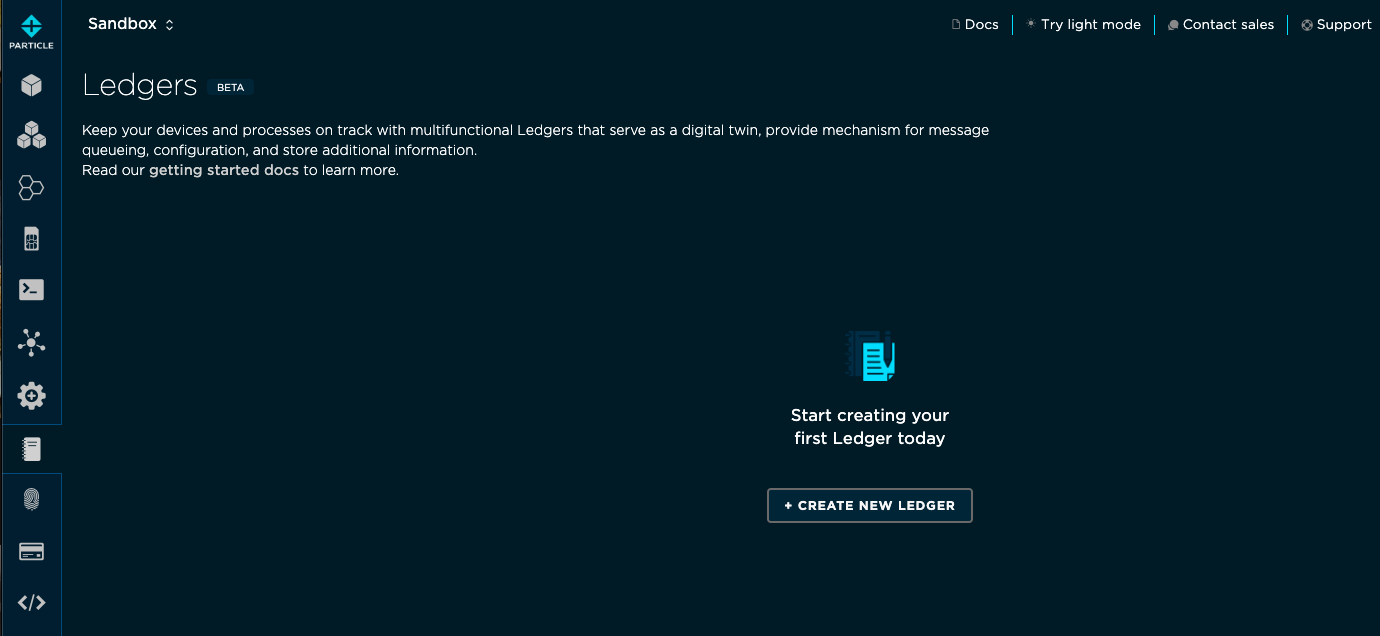 PARTICLE
Sandbox
Docs
Try light mode
Contact sales
Support
Ledgers
BETA
Keep your devices and processes on track with multifunctional Ledgers that serve as a digital twin, provide mechanism for message
queueing, configuration, and store additional information.
Read our getting started docs to learn more.
Start creating your
first Ledger today
+ CREATE NEW LEDGER